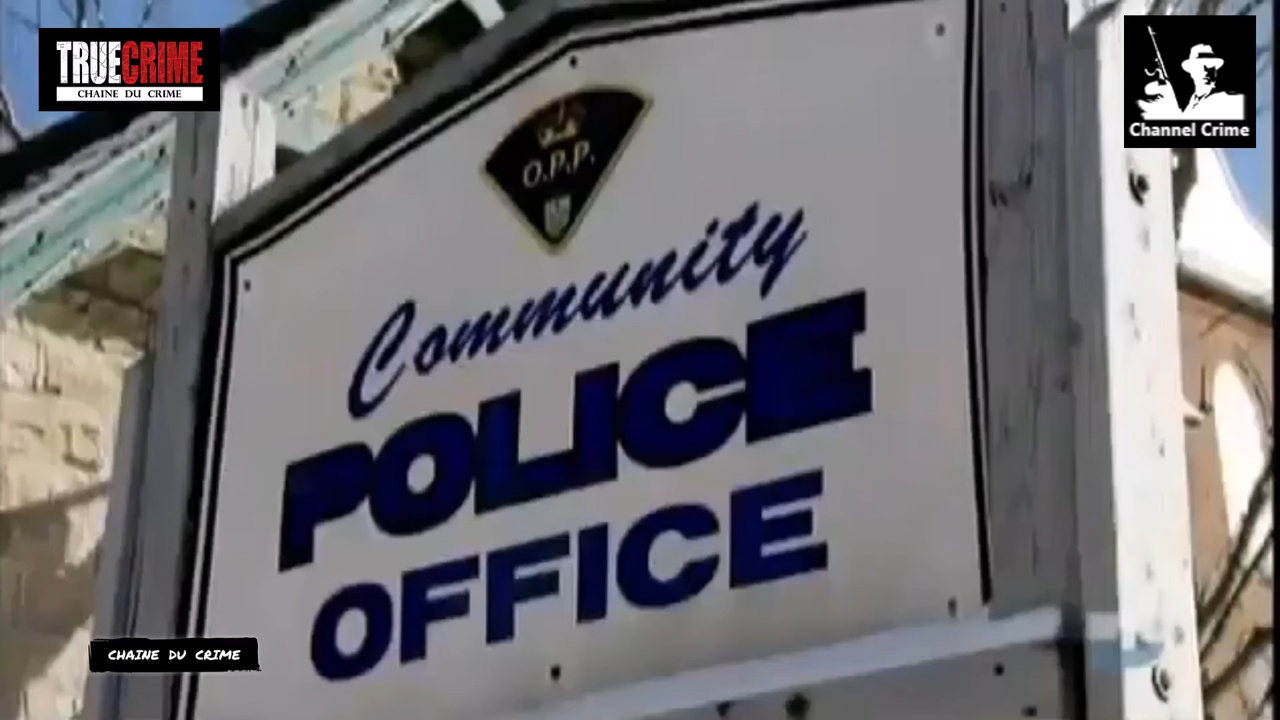 TRUECRIME
CHAINE DU CRIME
Channel Crime
O.P.P.
Community
POLICE
OFFICE
CHAINE DU CRIME